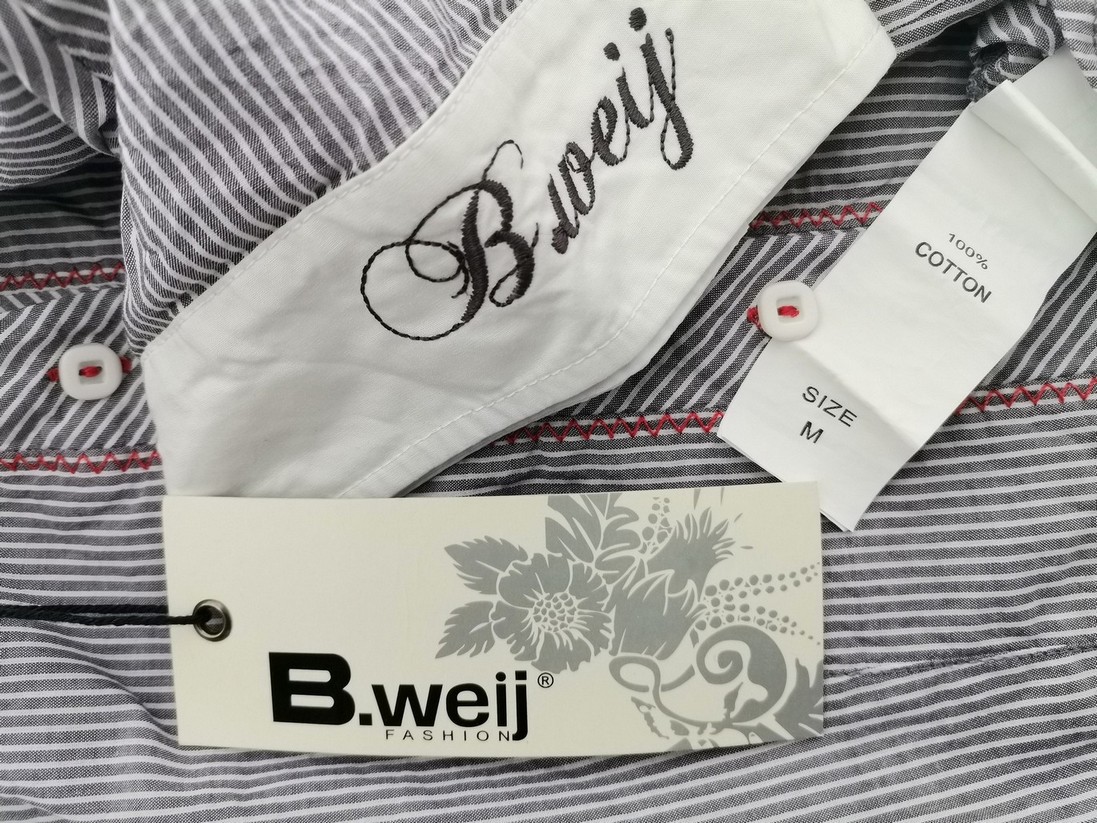 B.weij
100%
COTTON
SIZE
M
B.weij®
FASHION